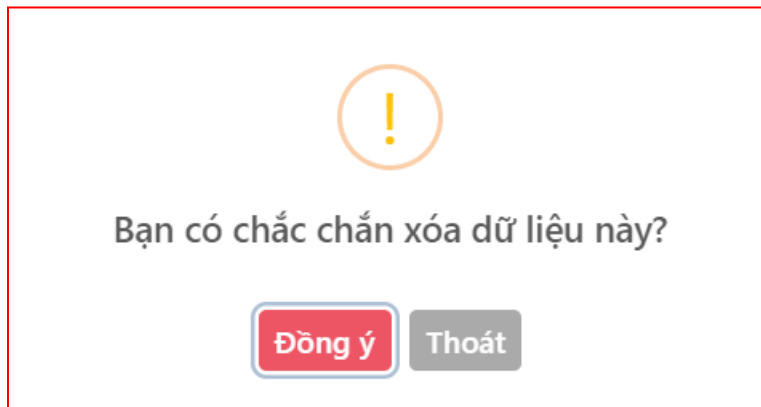 Bạn có chắc chắn xóa dữ liệu này?
Đồng ý Thoát